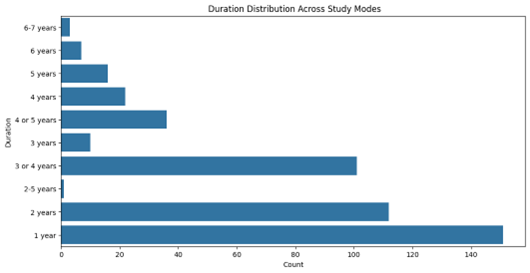 Duration Distribution Across Study Modes
Duration
6-7 years
6 years
5 years
4 years
4 or 5 years
3 years
3 or 4 years
2-5 years
2 years
1 year
0 20 40 60 80 100 120 140
Count